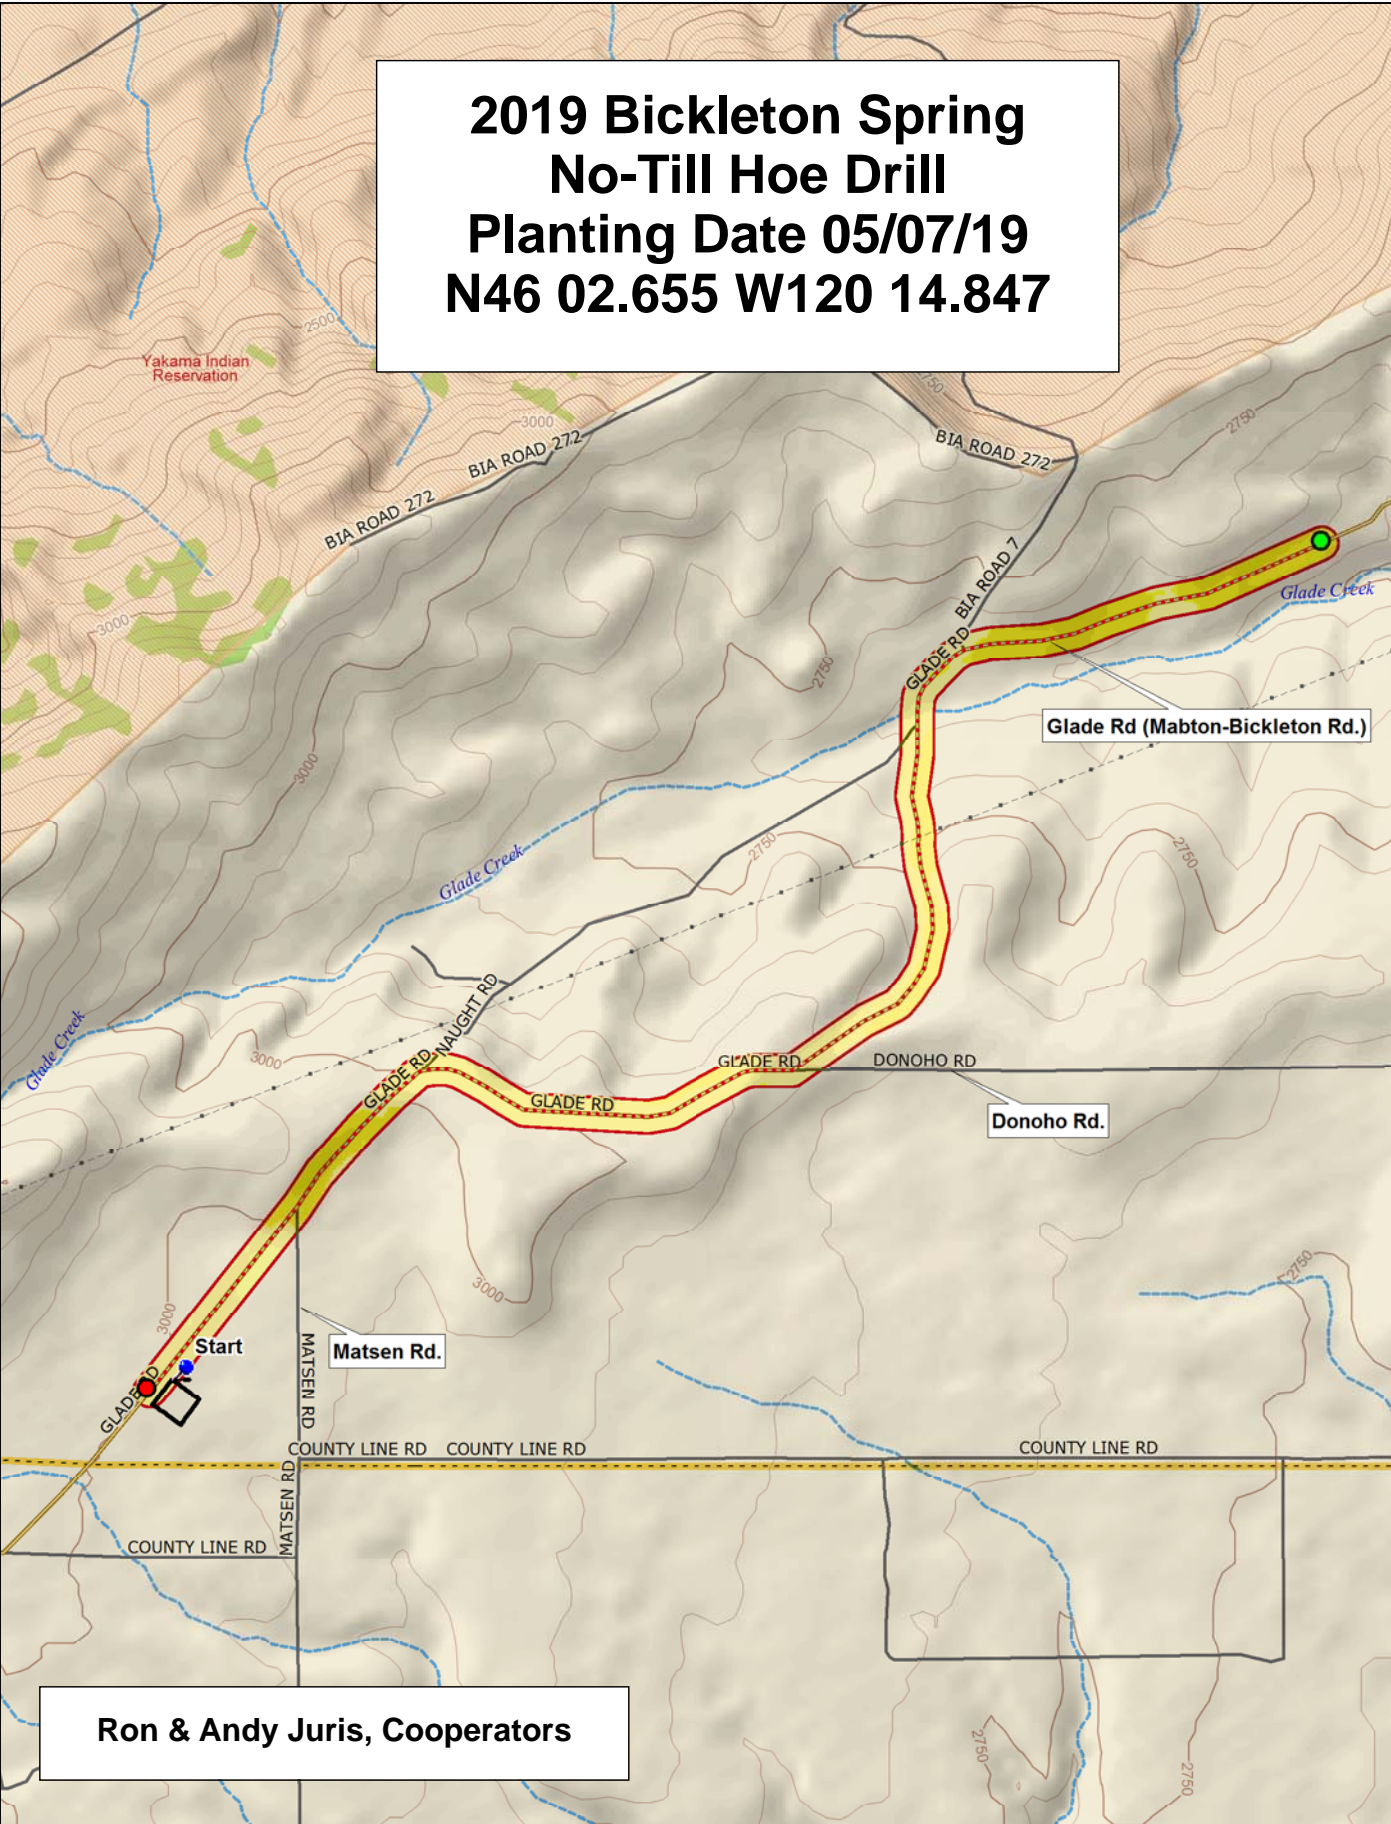 2019 Bickleton Spring
No-Till Hoe Drill
Planting Date 05/07/19
N46 02.655 W120 14.847
2500
Yakama Indian
Reservation
3000
BIA ROAD 272
BIA ROAD 272
750
BIA ROAD 272
2750
BIA ROAD 7
Glade Creek
3000
GLADE RD
2750
Glade Rd (Mabton-Bickleton Rd.)
3000
2750
2750
Glade Creek
NAUGHT RD
Glade Creek
3000
GLADE RD
GLADE RD
GLADE RD
DONOHO RD
Donoho Rd.
3000
2750
3000
Start
MATSEN RD
Matsen Rd.
GLADE RD
COUNTY LINE RD
COUNTY LINE RD
COUNTY LINE RD
MATSEN RD
COUNTY LINE RD
Ron & Andy Juris, Cooperators
2750
2750